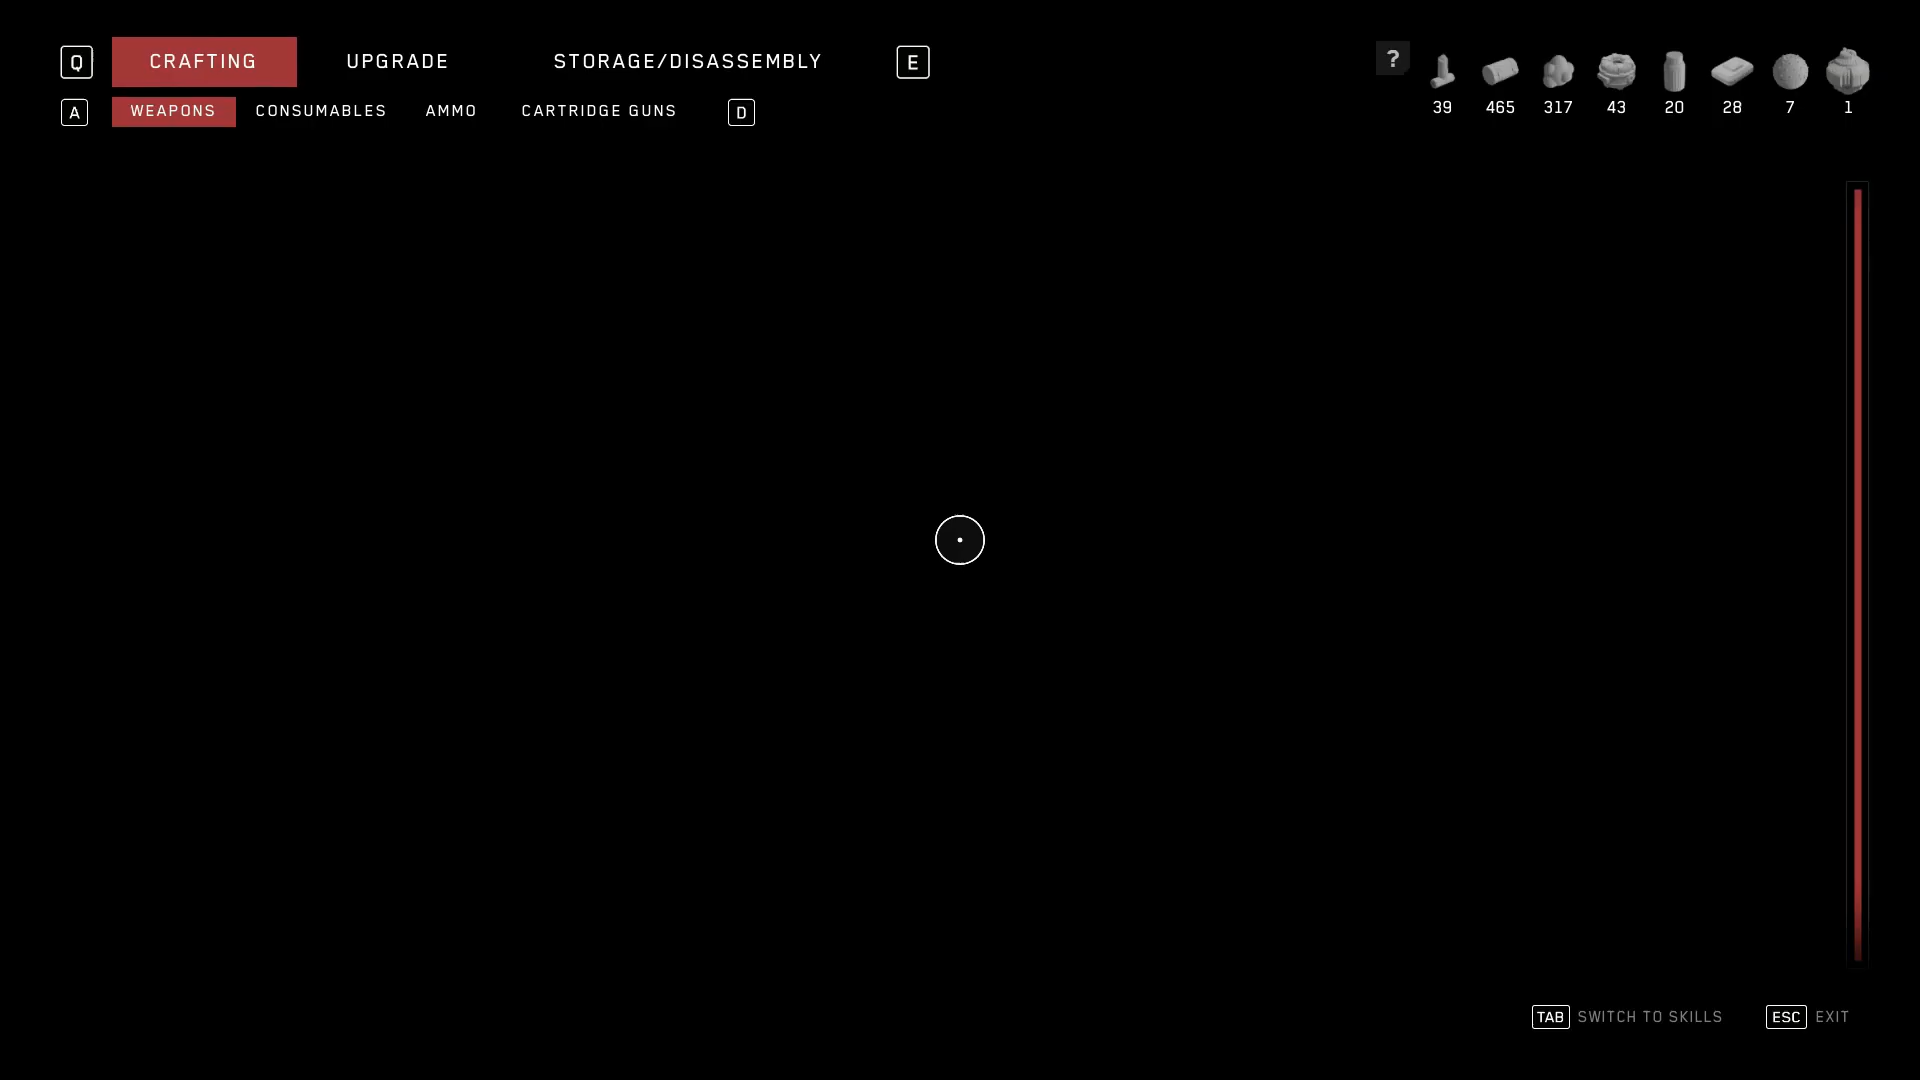 Q CRAFTING UPGRADE STORAGE/DISASSEMBLY E ?
A WEAPONS CONSUMABLES AMMO CARTRIDGE GUNS D
39 465 317 43 20 28 7 1
TAB SWITCH TO SKILLS ESC EXIT